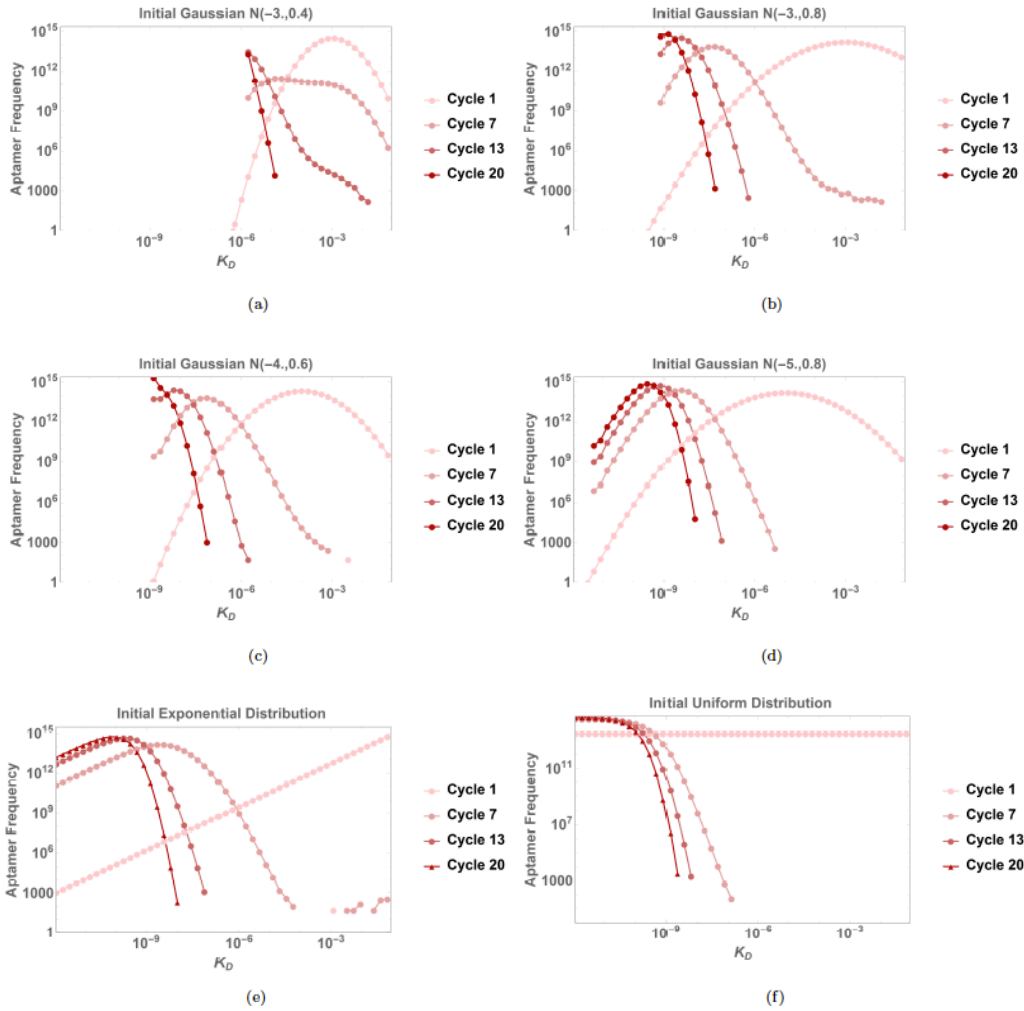 Initial Gaussian N(−3.,0.4)
Aptamer Frequency
10^15
10^12
10^9
10^6
1000
1
10^−9
10^−6
10^−3
K_D
Cycle 1
Cycle 7
Cycle 13
Cycle 20
(a)
Initial Gaussian N(−3.,0.8)
Aptamer Frequency
10^15
10^12
10^9
10^6
1000
1
10^−9
10^−6
10^−3
K_D
Cycle 1
Cycle 7
Cycle 13
Cycle 20
(b)
Initial Gaussian N(−4.,0.6)
Aptamer Frequency
10^15
10^12
10^9
10^6
1000
1
10^−9
10^−6
10^−3
K_D
Cycle 1
Cycle 7
Cycle 13
Cycle 20
(c)
Initial Gaussian N(−5.,0.8)
Aptamer Frequency
10^15
10^12
10^9
10^6
1000
1
10^−9
10^−6
10^−3
K_D
Cycle 1
Cycle 7
Cycle 13
Cycle 20
(d)
Initial Exponential Distribution
Aptamer Frequency
10^15
10^12
10^9
10^6
1000
1
10^−9
10^−6
10^−3
K_D
Cycle 1
Cycle 7
Cycle 13
Cycle 20
(e)
Initial Uniform Distribution
Aptamer Frequency
10^11
10^7
1000
10^−9
10^−6
10^−3
K_D
Cycle 1
Cycle 7
Cycle 13
Cycle 20
(f)